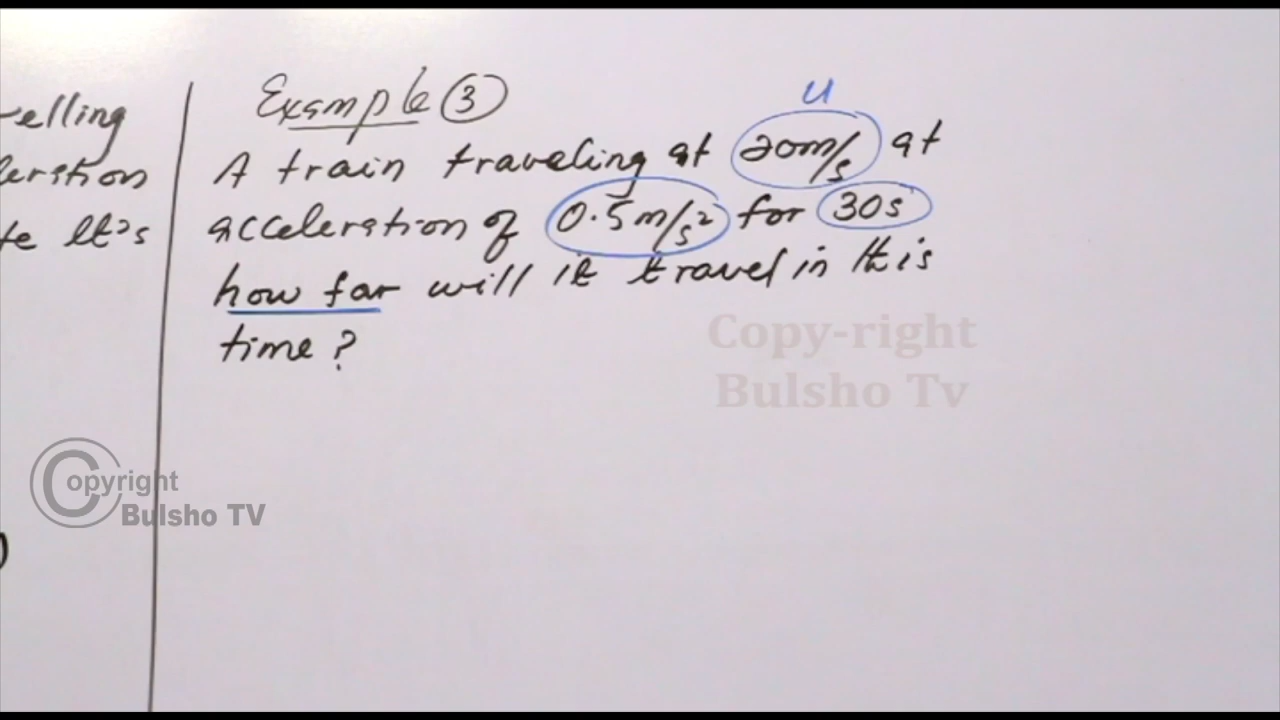 elling
leration
te It's
Example ③
u
A train traveling at 20m/s at
acceleration of 0.5m/s² for 30s
how far will it travel in this
time?
Copy-right
Bulsho Tv
Copyright
Bulsho TV
)